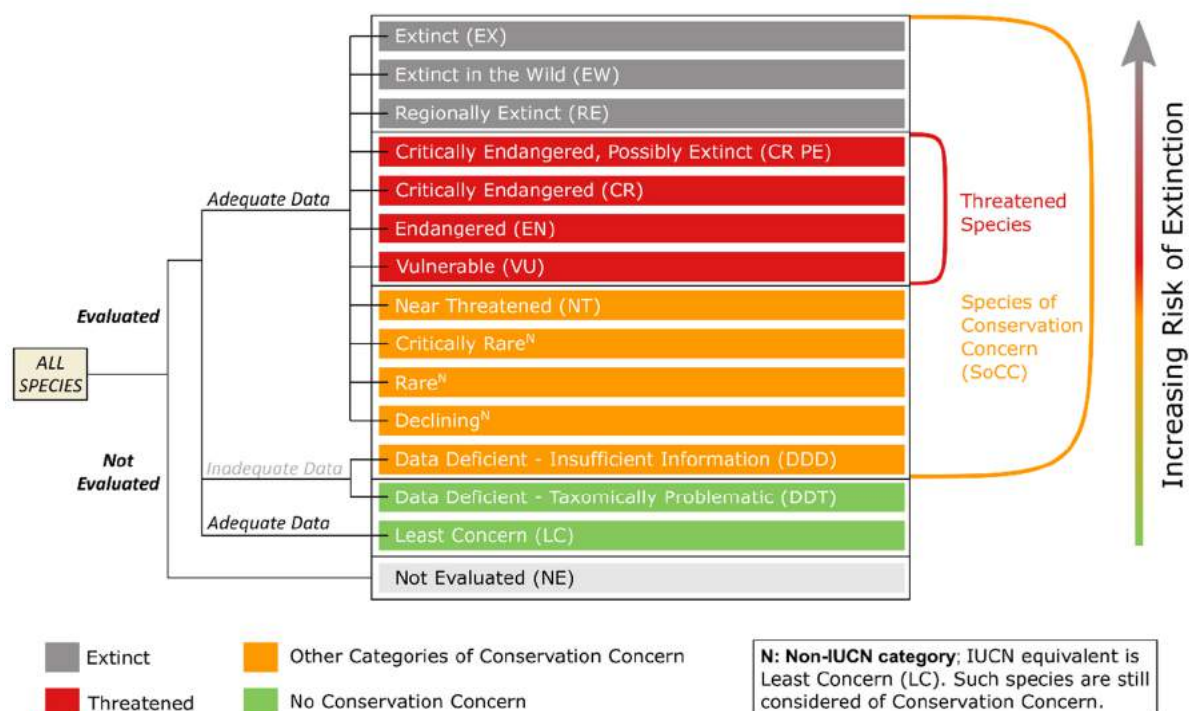 Extinct (EX)
Extinct in the Wild (EW)
Regionally Extinct (RE)
Critically Endangered, Possibly Extinct (CR PE)
Critically Endangered (CR)
Endangered (EN)
Vulnerable (VU)
Near Threatened (NT)
Critically Rareᴺ
Rareᴺ
Decliningᴺ
Data Deficient - Insufficient Information (DDD)
Data Deficient - Taxomically Problematic (DDT)
Least Concern (LC)
Not Evaluated (NE)
Adequate Data
Evaluated
ALL
SPECIES
Not
Evaluated
Inadequate Data
Adequate Data
Threatened
Species
Species of
Conservation
Concern
(SoCC)
Increasing Risk of Extinction
Extinct
Threatened
Other Categories of Conservation Concern
No Conservation Concern
N: Non-IUCN category; IUCN equivalent is
Least Concern (LC). Such species are still
considered of Conservation Concern.